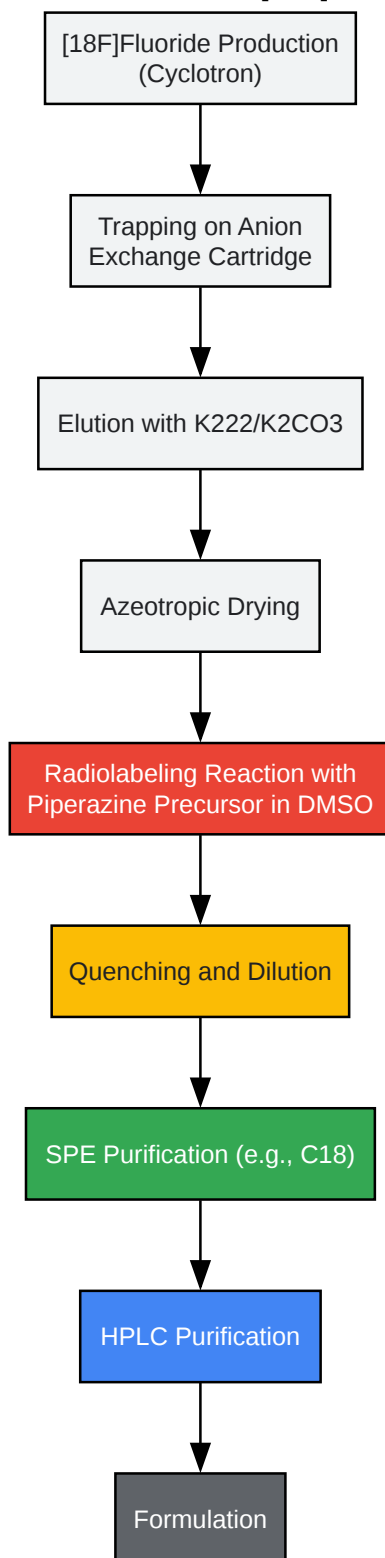 [18F]Fluoride Production
(Cyclotron)
Trapping on Anion
Exchange Cartridge
Elution with K222/K2CO3
Azeotropic Drying
Radiolabeling Reaction with
Piperazine Precursor in DMSO
Quenching and Dilution
SPE Purification (e.g., C18)
HPLC Purification
Formulation